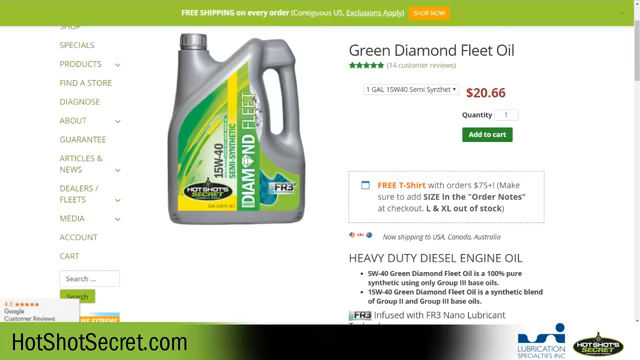 FREE SHIPPING on every order (Contiguous US, Exclusions Apply) SHOP NOW ×
SHOP
SPECIALS
PRODUCTS
FIND A STORE
DIAGNOSE
ABOUT
GUARANTEE
ARTICLES &
NEWS
DEALERS /
FLEETS
MEDIA
ACCOUNT
CART
Search ...
Search
4.6 ★★★★★
Google
Customer Reviews
15W-40
SEMI-SYNTHETIC
DIAMOND FLEET
HOT SHOT'S
SECRET
FR3
Green Diamond Fleet Oil
(14 customer reviews)
1 GAL 15W40 Semi Synthet
$20.66
Quantity 1
Add to cart
FREE T-Shirt with orders $75+! (Make
sure to add SIZE in the "Order Notes"
at checkout. L & XL out of stock)
Now shipping to USA, Canada, Australia
HEAVY DUTY DIESEL ENGINE OIL
• 5W-40 Green Diamond Fleet Oil is a 100% pure
synthetic using only Group III base oils.
• 15W-40 Green Diamond Fleet Oil is a synthetic blend
of Group II and Group III base oils.
FR3 Infused with FR3 Nano Lubricant
HotShotSecret.com
LUBRICATION
SPECIALTIES INC
HOT SHOT'S
SECRET